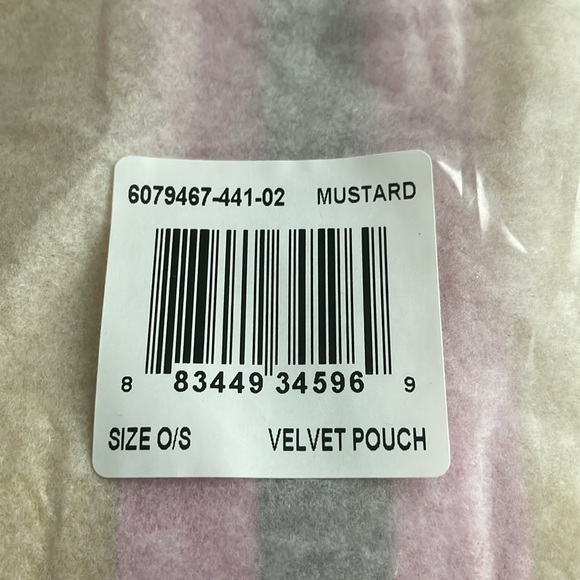 6079467-441-02 MUSTARD
8 83449 34596 9
SIZE O/S VELVET POUCH